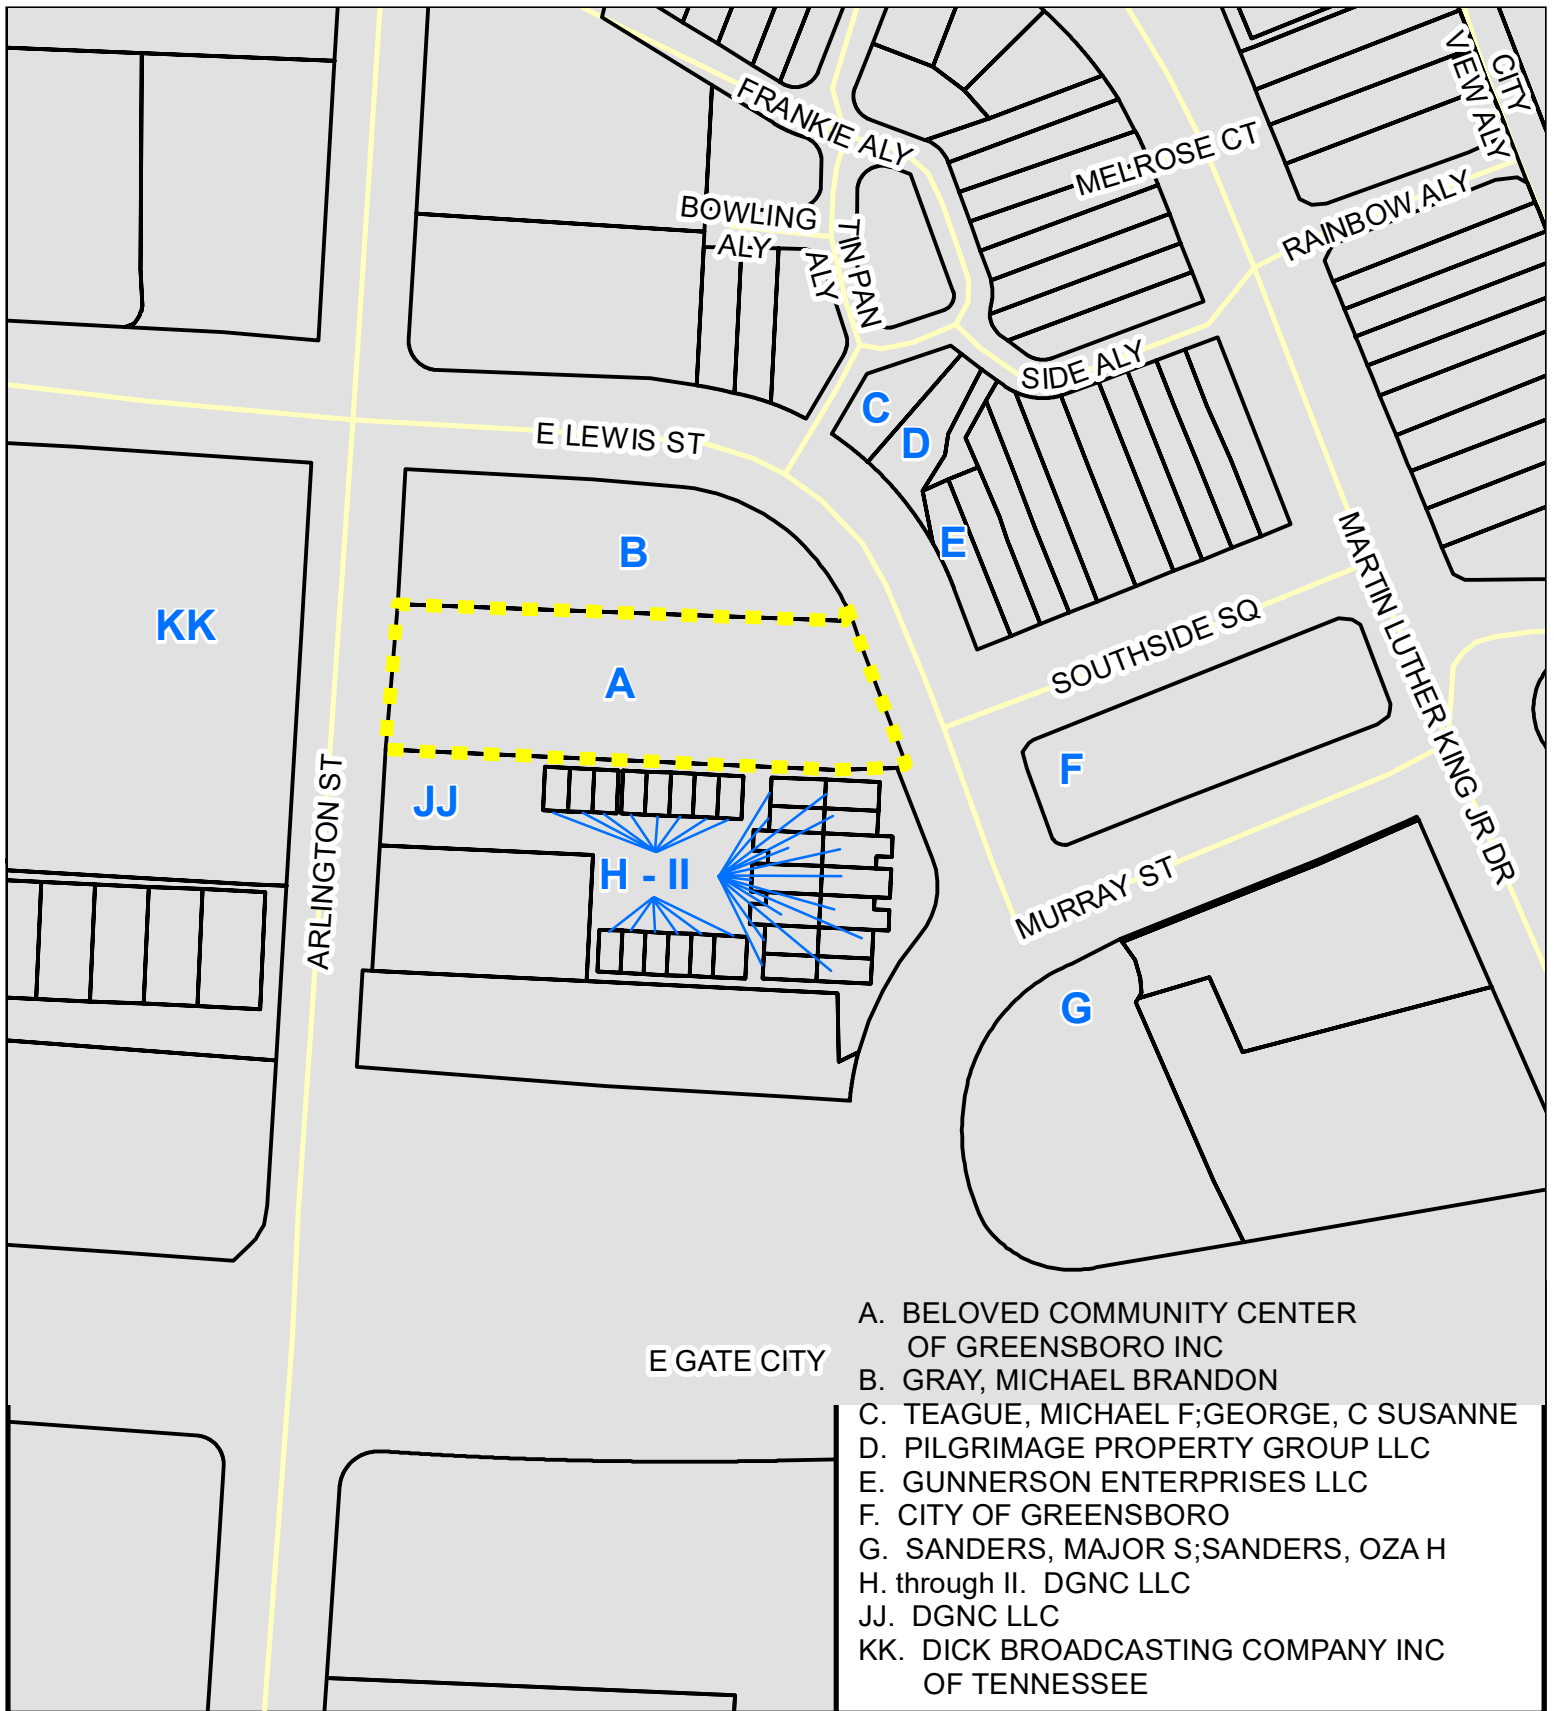 FRANKIE ALY
CITY
VIEW ALY
MELROSE CT
RAINBOW ALY
BOWLING
ALY
TIN PAN
ALY
SIDE ALY
C
D
E LEWIS ST
B
E
KK
A
SOUTHSIDE SQ
MARTIN LUTHER KING JR DR
F
JJ
ARLINGTON ST
H - II
MURRAY ST
G
E GATE CITY
A. BELOVED COMMUNITY CENTER
OF GREENSBORO INC
B. GRAY, MICHAEL BRANDON
C. TEAGUE, MICHAEL F;GEORGE, C SUSANNE
D. PILGRIMAGE PROPERTY GROUP LLC
E. GUNNERSON ENTERPRISES LLC
F. CITY OF GREENSBORO
G. SANDERS, MAJOR S;SANDERS, OZA H
H. through II. DGNC LLC
JJ. DGNC LLC
KK. DICK BROADCASTING COMPANY INC
OF TENNESSEE